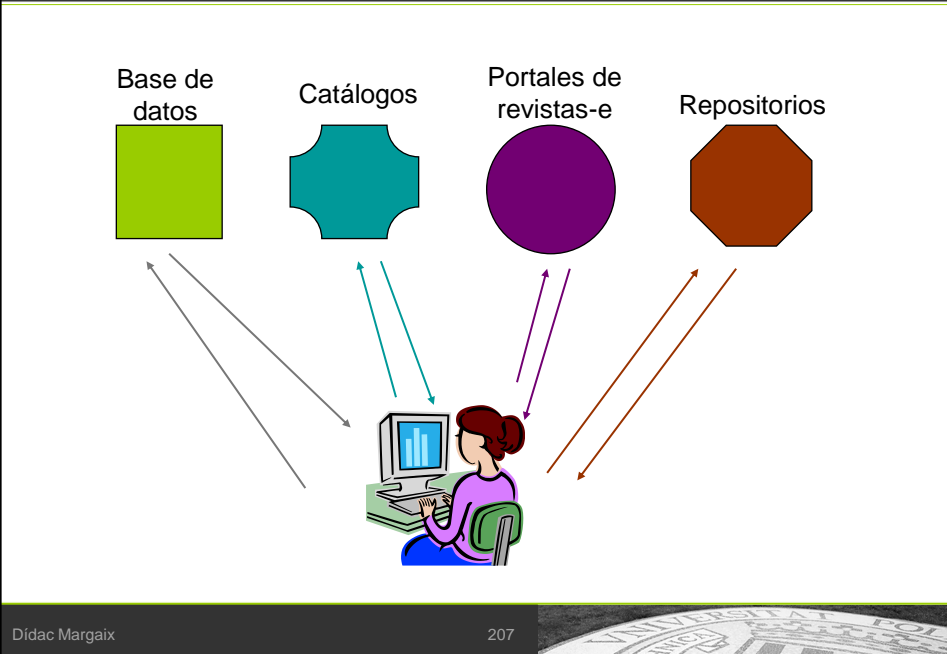 Base de
datos
Catálogos
Portales de
revistas-e
Repositorios
Dídac Margaix
207